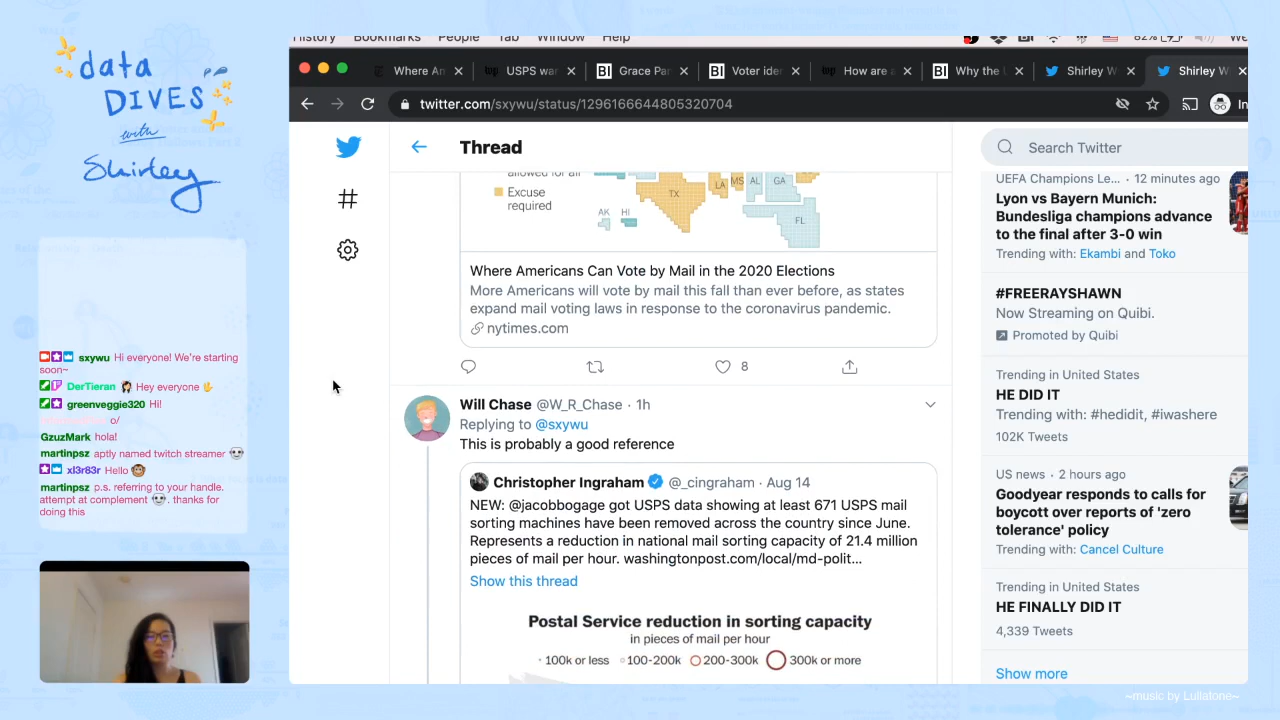 data
DIVES
with
Shirley
sxywu Hi everyone! We're starting
soon~
DerTieran Hey everyone
greenveggie320 Hi!
o/
GzuzMark hola!
martinpsz aptly named twitch streamer
xl3r83r Hello
martinpsz p.s. referring to your handle.
attempt at complement . thanks for
doing this
History Bookmarks People Tab Window Help 82%
Where An
USPS wa
Grace Par
Voter ide
How are
Why the
Shirley W
Shirley W
twitter.com/sxywu/status/1296166644805320704
In
Thread
Search Twitter
allowed for all
Excuse
required
TX
LA
MS
AL
GA
AK
HI
FL
Where Americans Can Vote by Mail in the 2020 Elections
More Americans will vote by mail this fall than ever before, as states
expand mail voting laws in response to the coronavirus pandemic.
nytimes.com
8
Will Chase @W_R_Chase · 1h
Replying to @sxywu
This is probably a good reference
Christopher Ingraham @_cingraham · Aug 14
NEW: @jacobbogage got USPS data showing at least 671 USPS mail
sorting machines have been removed across the country since June.
Represents a reduction in national mail sorting capacity of 21.4 million
pieces of mail per hour. washingtonpost.com/local/md-polit...
Show this thread
Postal Service reduction in sorting capacity
in pieces of mail per hour
100k or less 100-200k 200-300k 300k or more
UEFA Champions Le... · 12 minutes ago
Lyon vs Bayern Munich:
Bundesliga champions advance
to the final after 3-0 win
Trending with: Ekambi and Toko
#FREERAYSHAWN
Now Streaming on Quibi.
Promoted by Quibi
Trending in United States
HE DID IT
Trending with: #hedidit, #iwashere
102K Tweets
US news · 2 hours ago
Goodyear responds to calls for
boycott over reports of 'zero
tolerance' policy
Trending with: Cancel Culture
Trending in United States
HE FINALLY DID IT
4,339 Tweets
Show more
~music by Lullatone~